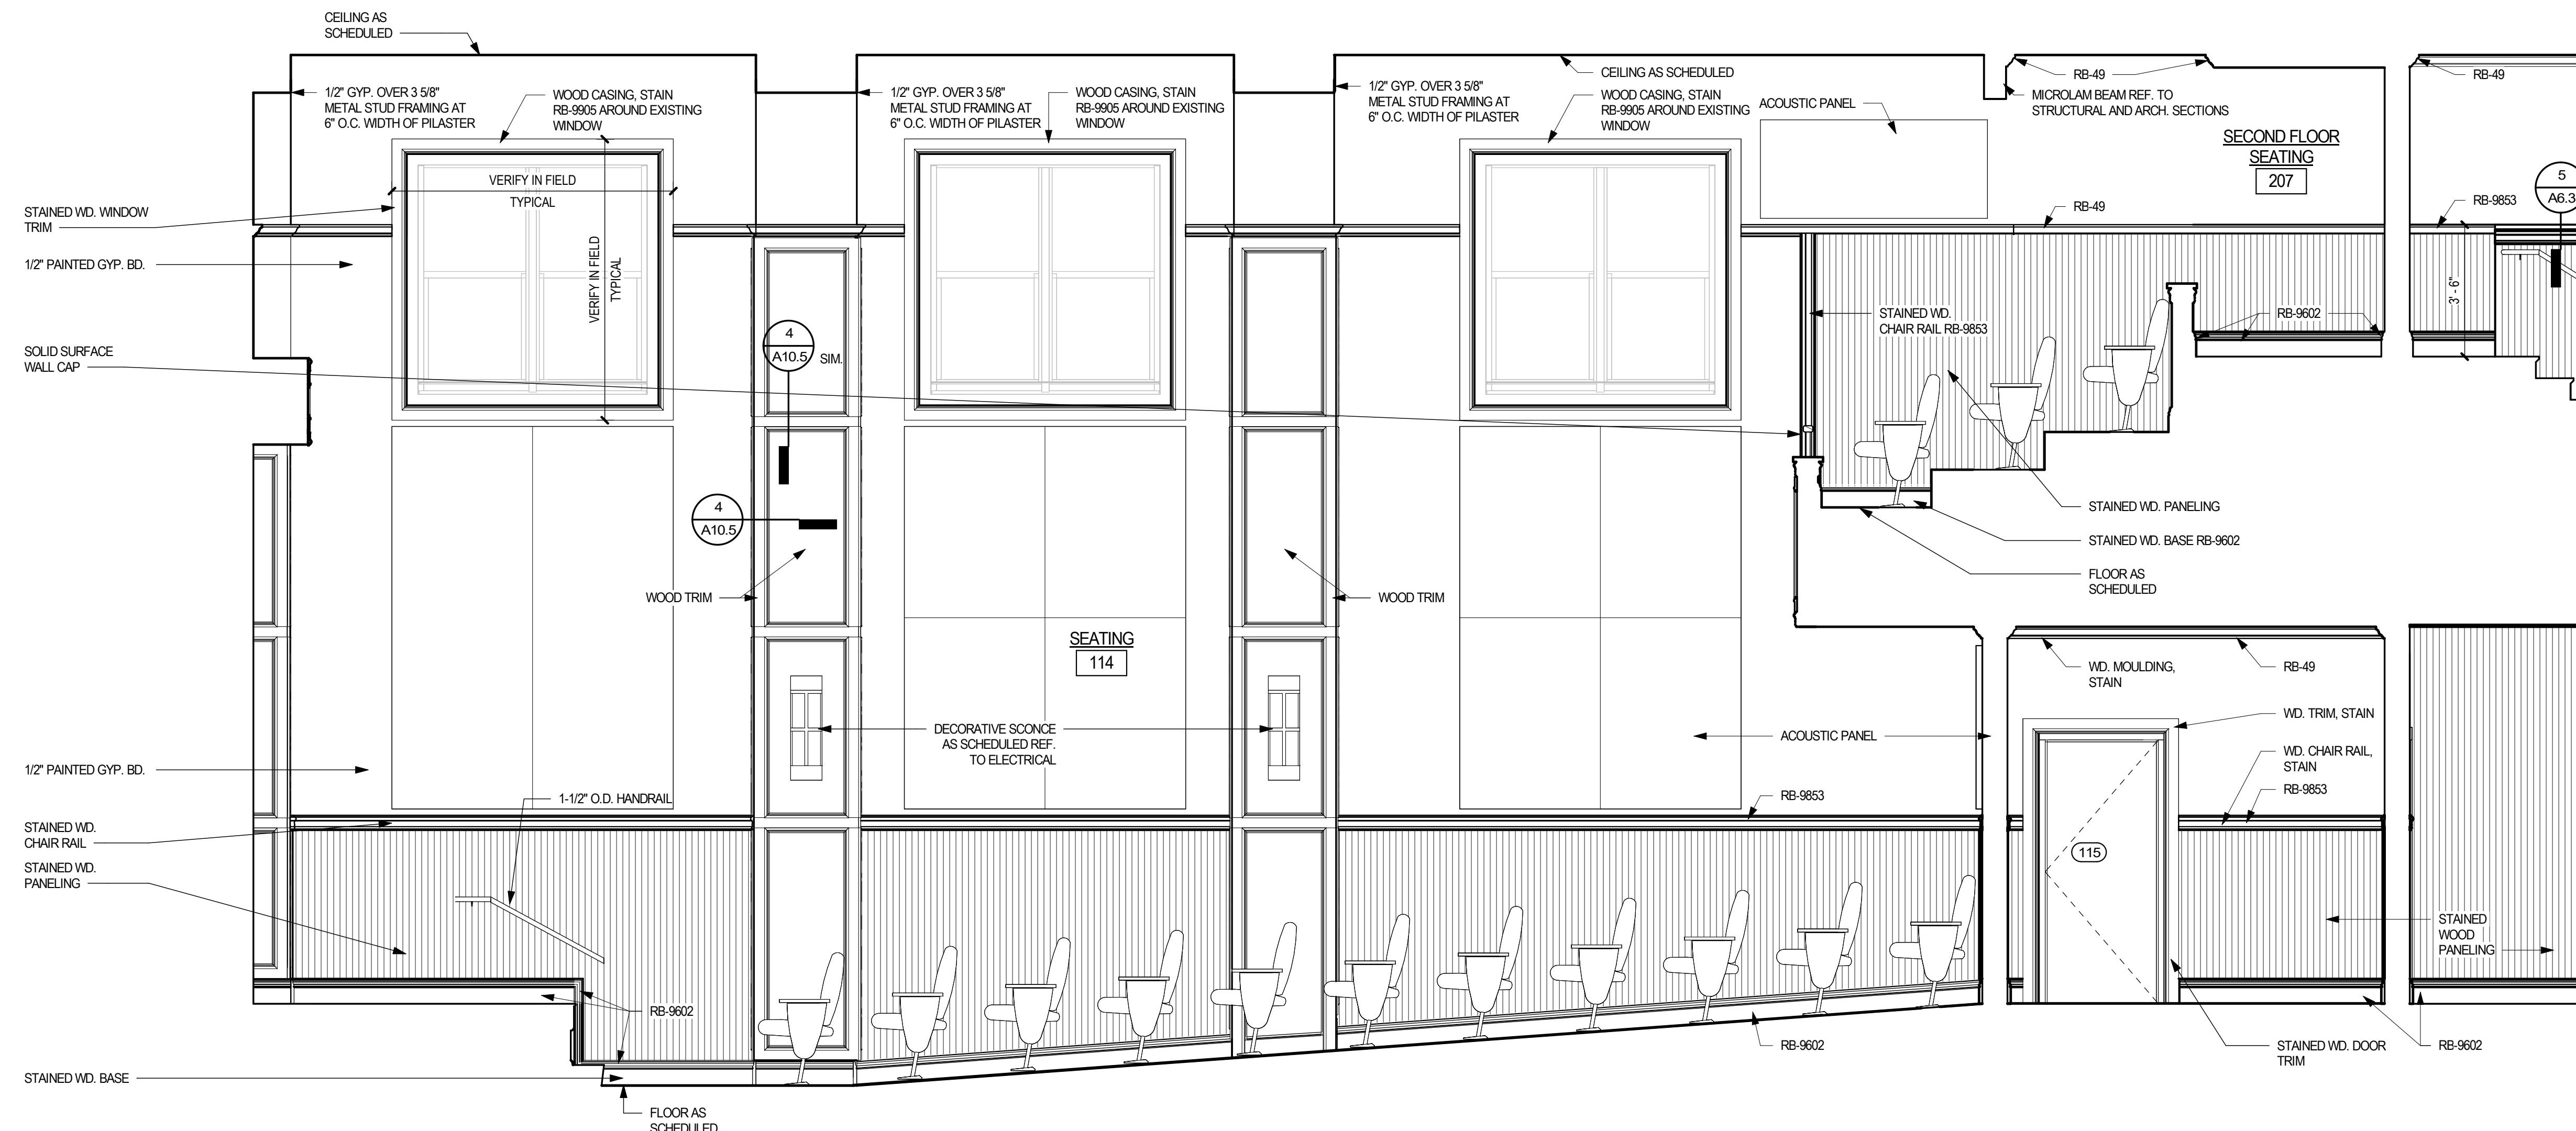 CEILING AS
SCHEDULED
1/2" GYP. OVER 3 5/8"
METAL STUD FRAMING AT
6" O.C. WIDTH OF PILASTER
WOOD CASING, STAIN
RB-9905 AROUND EXISTING
WINDOW
1/2" GYP. OVER 3 5/8"
METAL STUD FRAMING AT
6" O.C. WIDTH OF PILASTER
WOOD CASING, STAIN
RB-9905 AROUND EXISTING
WINDOW
1/2" GYP. OVER 3 5/8"
METAL STUD FRAMING AT
6" O.C. WIDTH OF PILASTER
CEILING AS SCHEDULED
WOOD CASING, STAIN
RB-9905 AROUND EXISTING
WINDOW
ACOUSTIC PANEL
RB-49
MICROLAM BEAM REF. TO
STRUCTURAL AND ARCH. SECTIONS
SECOND FLOOR
SEATING
207
RB-49
5
A6.3
RB-9853
3' - 6"
VERIFY IN FIELD
TYPICAL
VERIFY IN FIELD
TYPICAL
STAINED WD. WINDOW
TRIM
1/2" PAINTED GYP. BD.
SOLID SURFACE
WALL CAP
4
A10.5
SIM.
4
A10.5
RB-49
STAINED WD.
CHAIR RAIL RB-9853
RB-9602
STAINED WD. PANELING
STAINED WD. BASE RB-9602
FLOOR AS
SCHEDULED
WOOD TRIM
WOOD TRIM
SEATING
114
WD. MOULDING,
STAIN
RB-49
WD. TRIM, STAIN
WD. CHAIR RAIL,
STAIN
RB-9853
DECORATIVE SCONCE
AS SCHEDULED REF.
TO ELECTRICAL
ACOUSTIC PANEL
1/2" PAINTED GYP. BD.
1-1/2" O.D. HANDRAIL
RB-9853
STAINED WD.
CHAIR RAIL
STAINED WD.
PANELING
115
STAINED
WOOD
PANELING
RB-9602
RB-9602
STAINED WD. DOOR
TRIM
RB-9602
STAINED WD. BASE
FLOOR AS
SCHEDULED